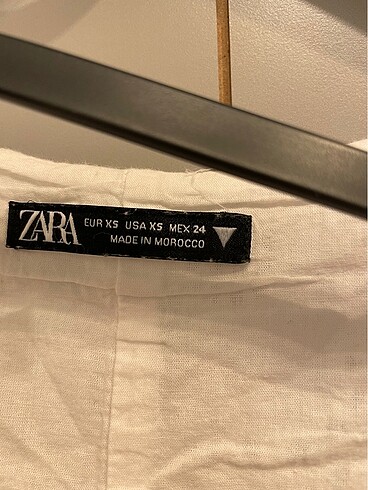 ZARA
EUR XS USA XS MEX 24
MADE IN MOROCCO